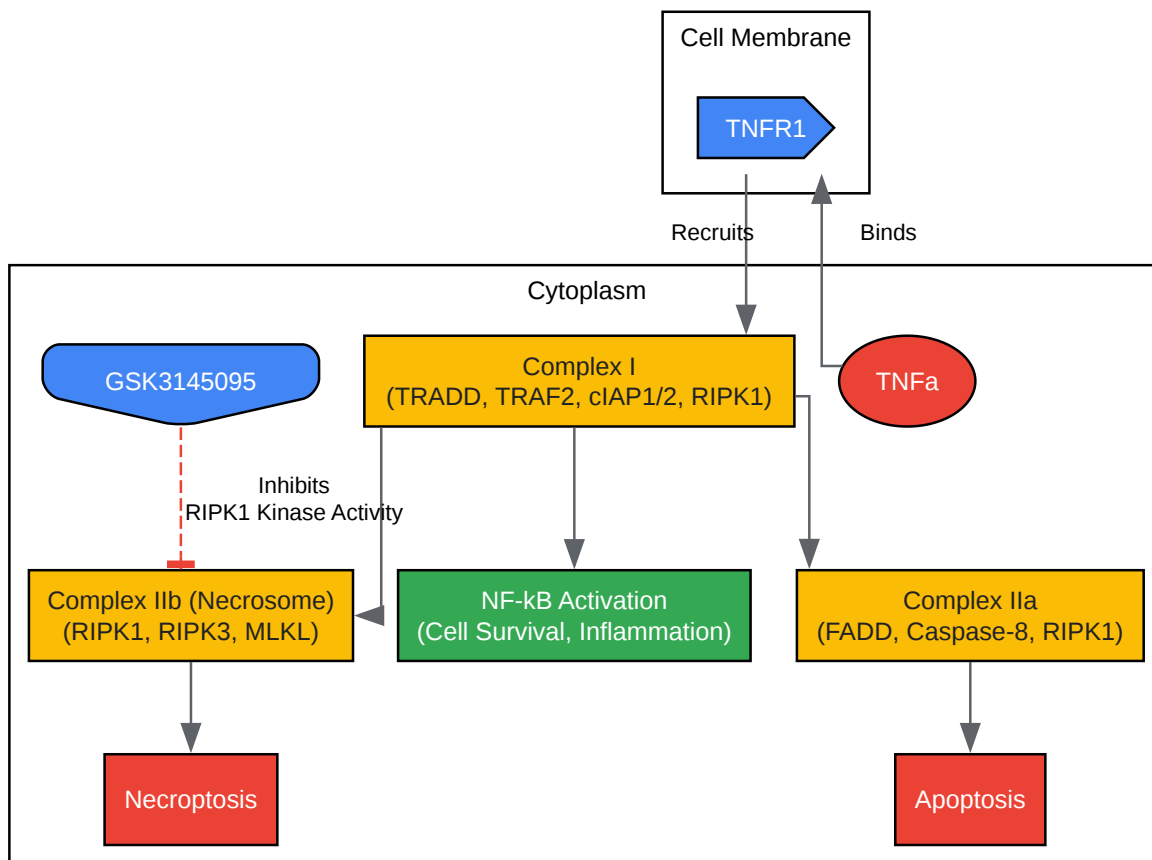 Cell Membrane
TNFR1
Recruits
Binds
Cytoplasm
GSK3145095
Complex I
(TRADD, TRAF2, cIAP1/2, RIPK1)
TNFa
Inhibits
RIPK1 Kinase Activity
Complex IIb (Necrosome)
(RIPK1, RIPK3, MLKL)
NF-kB Activation
(Cell Survival, Inflammation)
Complex IIa
(FADD, Caspase-8, RIPK1)
Necroptosis
Apoptosis